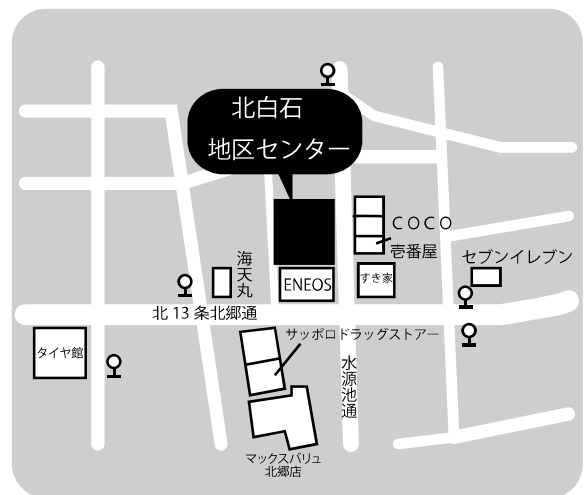 北白石
地区センター
COCO
壱番屋
セブンイレブン
海天丸
ENEOS
すき家
北13条北郷通
サッポロドラッグストアー
タイヤ館
水源池通
マックスバリュ
北郷店